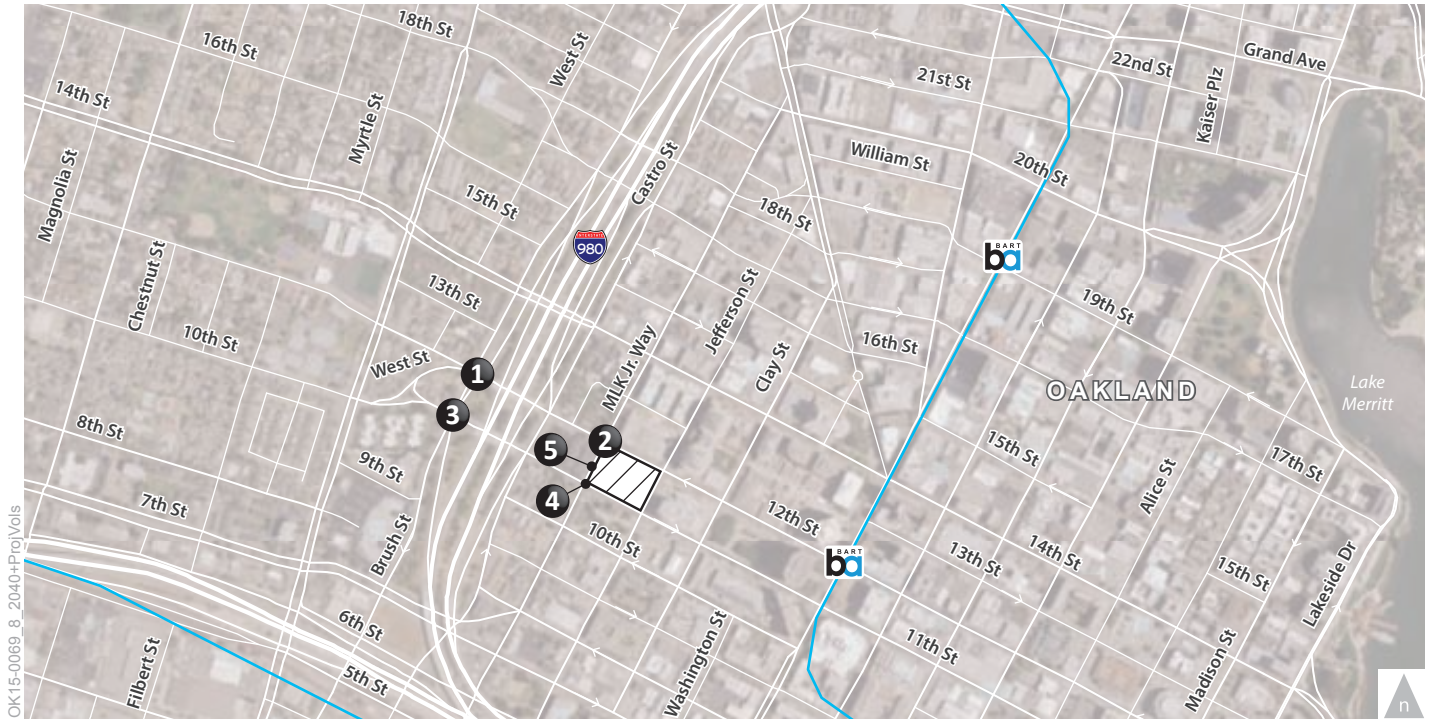 18th St
16th St
West St
14th St
Myrtle St
Magnolia St
Chestnut St
15th St
13th St
10th St
West St
8th St
9th St
7th St
Brush St
6th St
5th St
Filbert St
INTERSTATE
980
Castro St
21st St
22nd St
Grand Ave
Kaiser Plz
William St
20th St
18th St
BART
ba
Jefferson St
MLK Jr. Way
Clay St
16th St
19th St
OAKLAND
Lake
Merritt
1
3
5
2
4
15th St
17th St
Alice St
12th St
10th St
BART
ba
13th St
14th St
15th St
Lakeside Dr
11th St
Washington St
Madison St
OK15-0069_8_2040+ProjVols
n